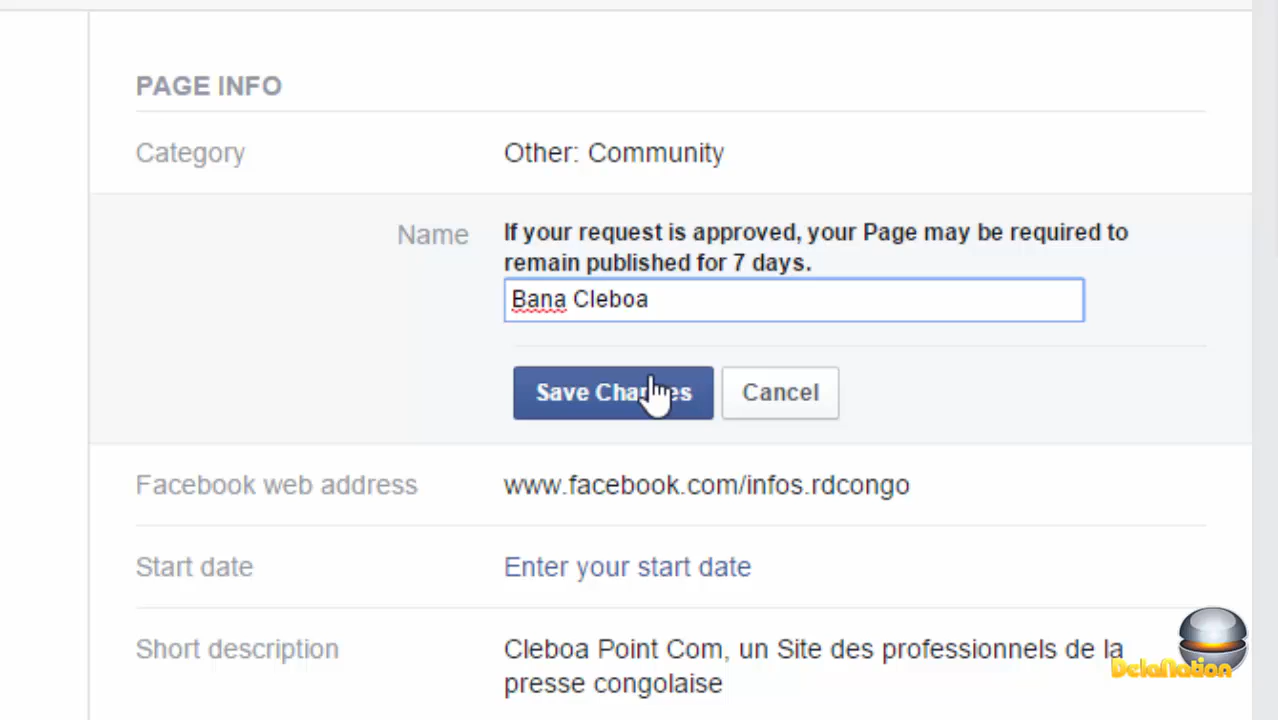 PAGE INFO
Category
Other: Community
Name
If your request is approved, your Page may be required to
remain published for 7 days.
Bana Cleboa
Save Changes
Cancel
Facebook web address
www.facebook.com/infos.rdcongo
Start date
Enter your start date
Short description
Cleboa Point Com, un Site des professionnels de la
presse congolaise
DelaNation